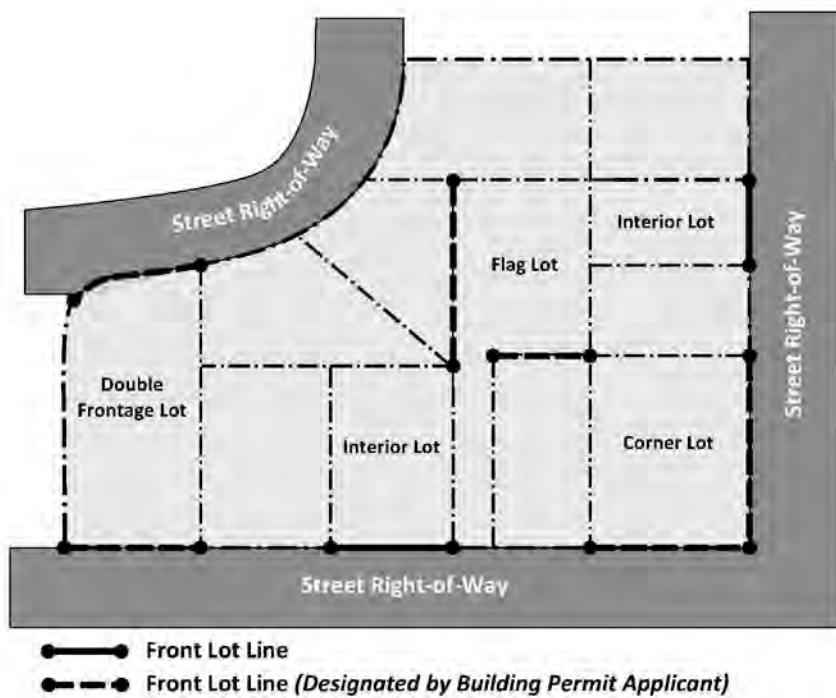 Street Right-of-Way
Interior Lot
Flag Lot
Street Right-of-Way
Double
Frontage Lot
Interior Lot
Corner Lot
Street Right-of-Way
Front Lot Line
Front Lot Line (Designated by Building Permit Applicant)